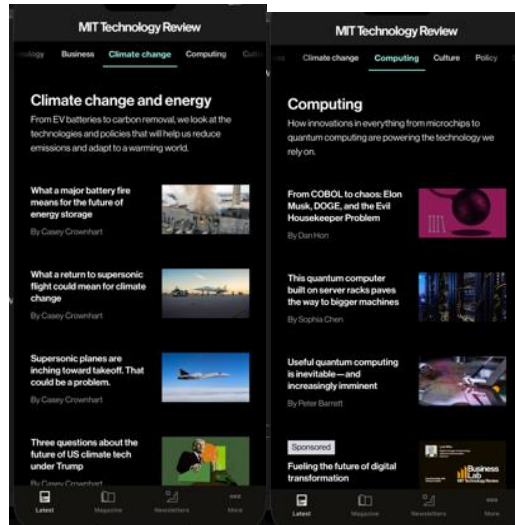 MIT Technology Review
Business Climate change Computing
Climate change and energy
From EV batteries to carbon removal, we look at the
technologies and policies that will help us reduce
emissions and adapt to a warming world.
What a major battery fire
means for the future of
energy storage
By Casey Crownhart
What a return to supersonic
flight could mean for climate
change
By Casey Crownhart
Supersonic planes are
inching toward takeoff. That
could be a problem.
By Casey Crownhart
Three questions about the
future of US climate tech
under Trump
By Casey Crownhart
Latest Magazine Newsletters More
MIT Technology Review
Climate change Computing Culture Policy
Computing
How innovations in everything from microchips to
quantum computing are powering the technology we
rely on.
From COBOL to chaos: Elon
Musk, DOGE, and the Evil
Housekeeper Problem
By Dan Hon
This quantum computer
built on server racks paves
the way to bigger machines
By Sophia Chen
Useful quantum computing
is inevitable—and
increasingly imminent
By Peter Barrett
Sponsored
Fueling the future of digital
transformation
Business
Lab
MIT Technology Review
Latest Magazine Newsletters More